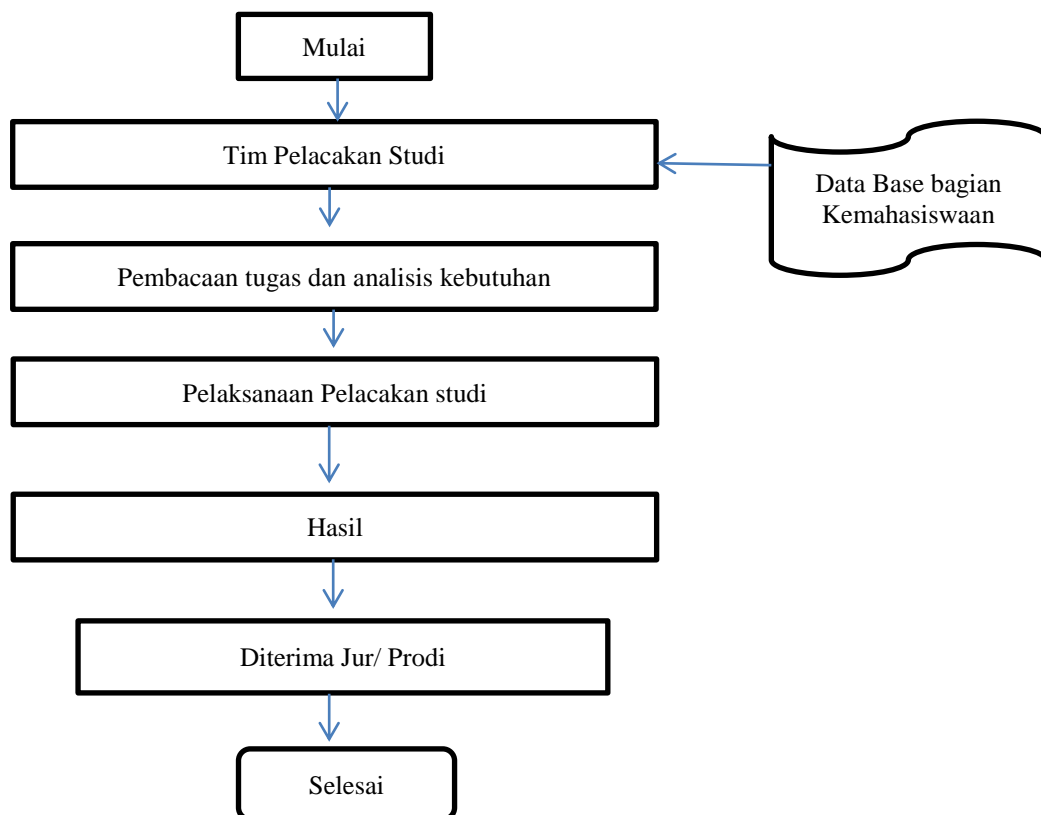 Mulai
Tim Pelacakan Studi
Data Base bagian
Kemahasiswaan
Pembacaan tugas dan analisis kebutuhan
Pelaksanaan Pelacakan studi
Hasil
Diterima Jur/ Prodi
Selesai